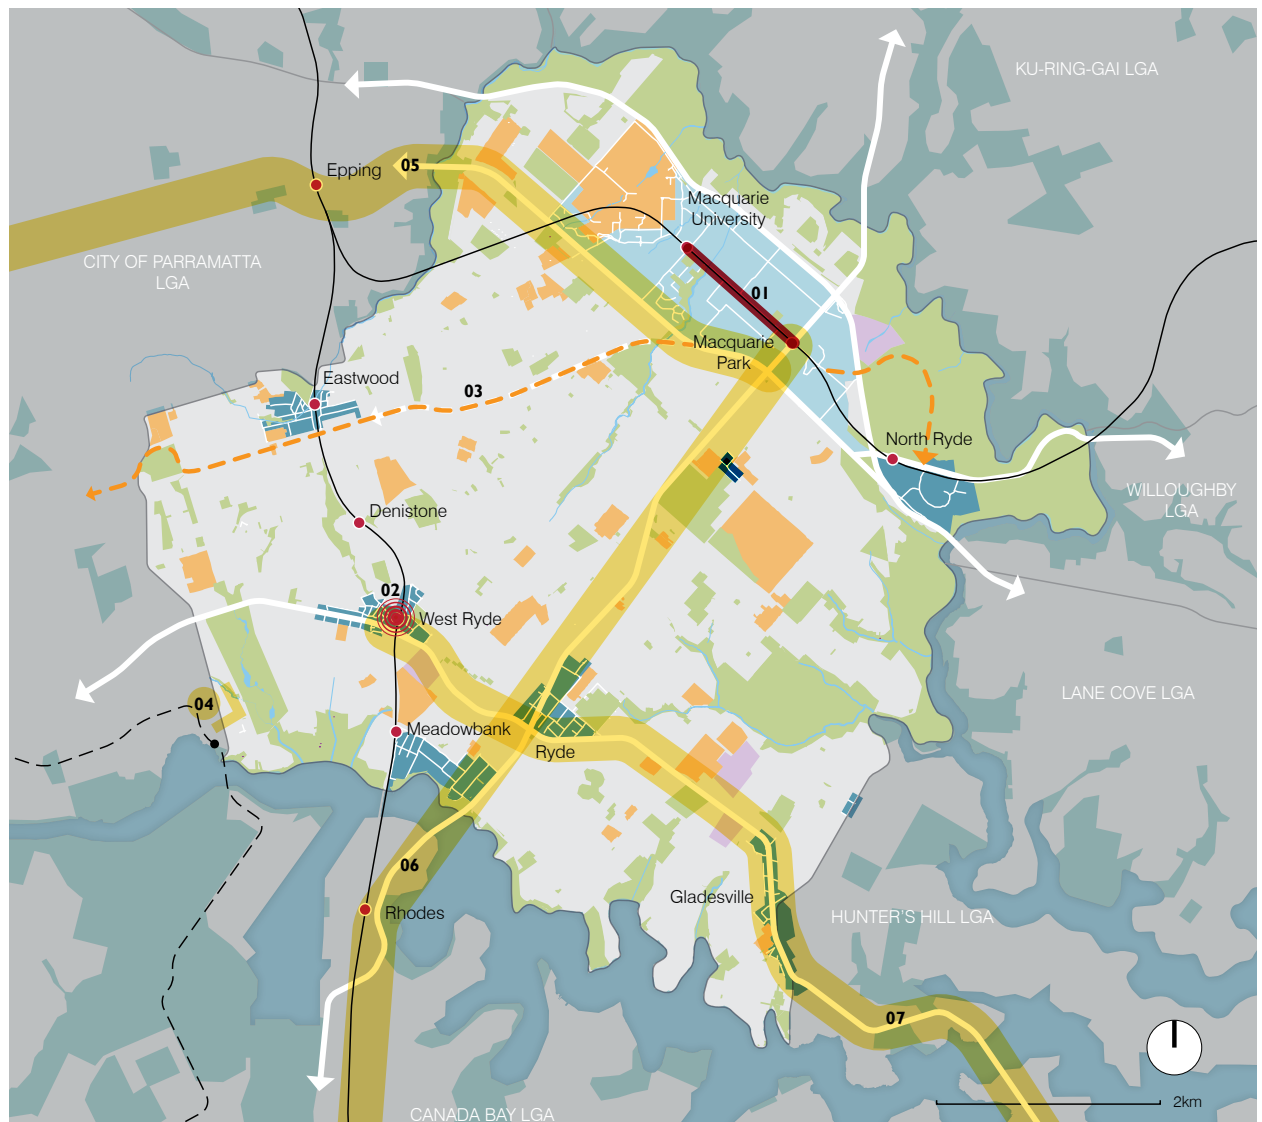 KU-RING-GAI LGA
05
Epping
Macquarie
University
CITY OF PARRAMATTA
LGA
01
Macquarie
Park
Eastwood
03
North Ryde
WILLOUGHBY
LGA
Denistone
02
West Ryde
LANE COVE LGA
04
Meadowbank
Ryde
06
Gladesville
Rhodes
HUNTER'S HILL LGA
07
2km
CANADA BAY LGA